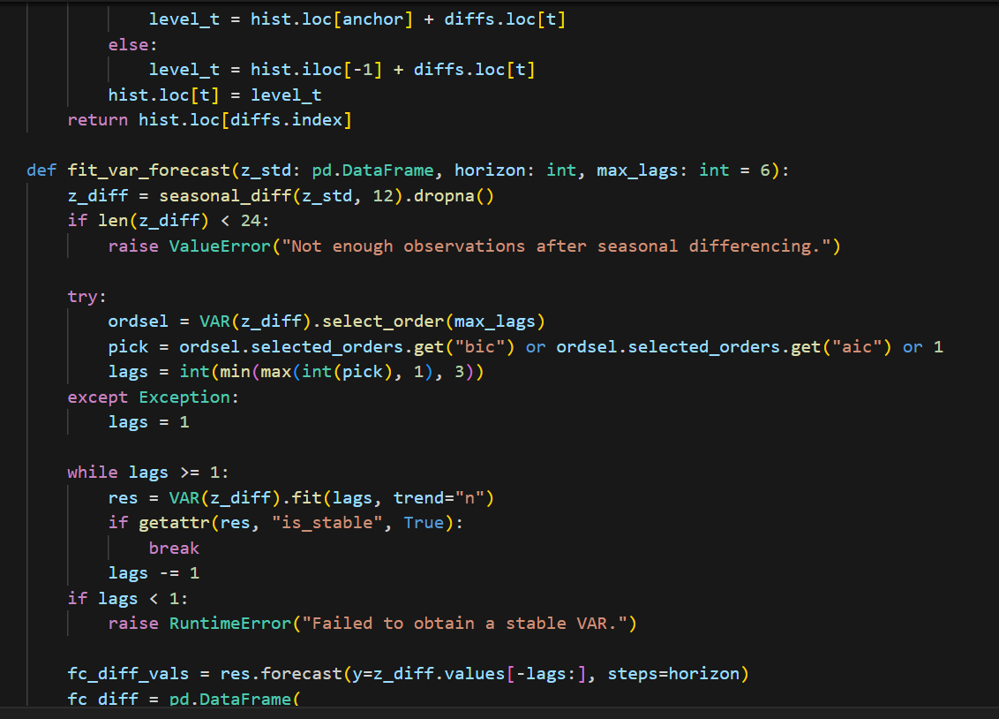 level_t = hist.loc[anchor] + diffs.loc[t]
else:
level_t = hist.iloc[-1] + diffs.loc[t]
hist.loc[t] = level_t
return hist.loc[diffs.index]
def fit_var_forecast(z_std: pd.DataFrame, horizon: int, max_lags: int = 6):
z_diff = seasonal_diff(z_std, 12).dropna()
if len(z_diff) < 24:
raise ValueError("Not enough observations after seasonal differencing.")
try:
ordsel = VAR(z_diff).select_order(max_lags)
pick = ordsel.selected_orders.get("bic") or ordsel.selected_orders.get("aic") or 1
lags = int(min(max(int(pick), 1), 3))
except Exception:
lags = 1
while lags >= 1:
res = VAR(z_diff).fit(lags, trend="n")
if getattr(res, "is_stable", True):
break
lags -= 1
if lags < 1:
raise RuntimeError("Failed to obtain a stable VAR.")
fc_diff_vals = res.forecast(y=z_diff.values[-lags:], steps=horizon)
fc_diff = pd.DataFrame(